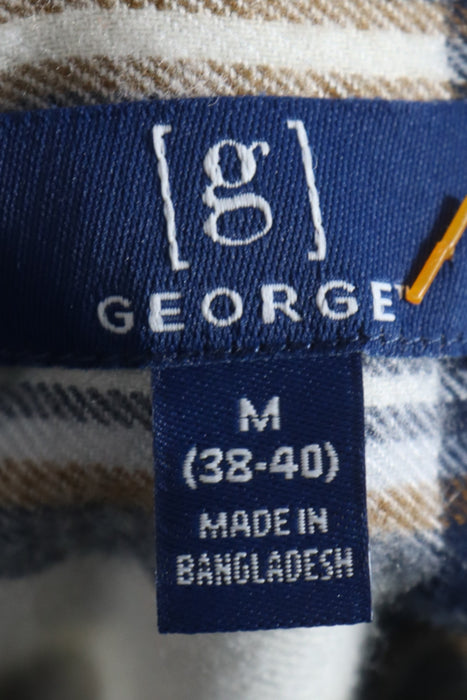 [g]
GEORGE
M
(38-40)
MADE IN
BANGLADESH